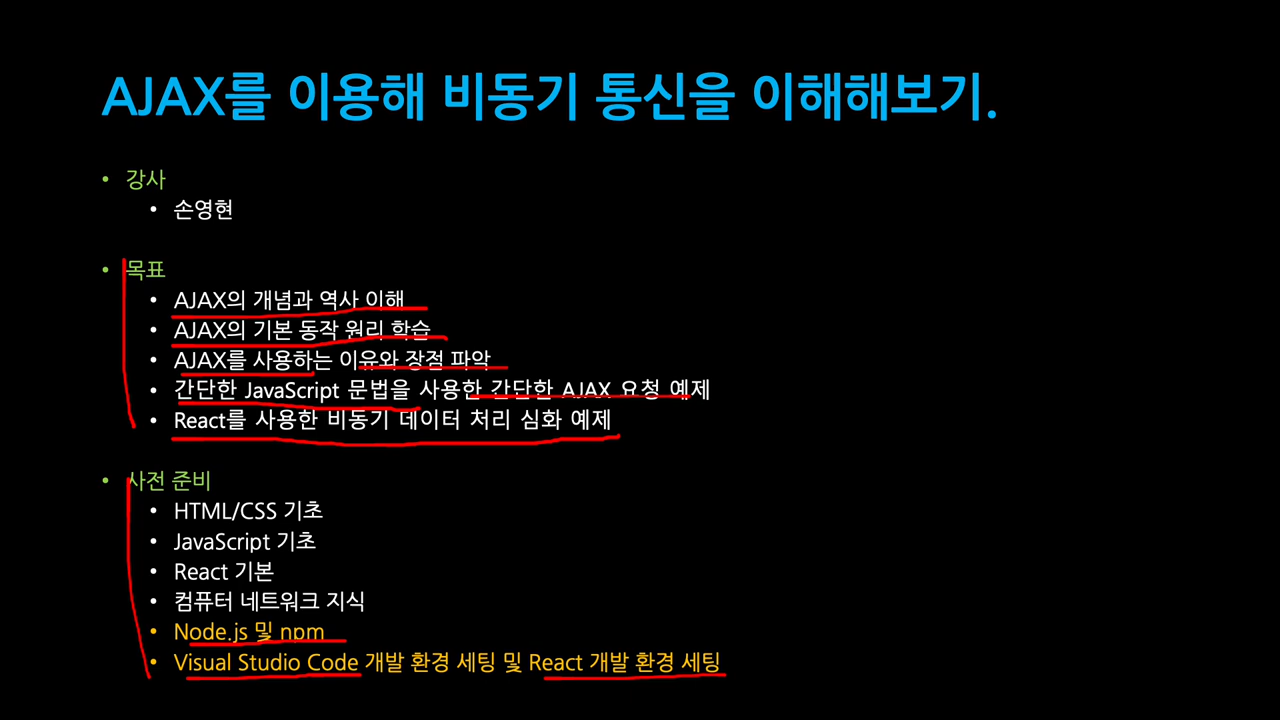 AJAX를 이용해 비동기 통신을 이해해보기.
• 강사
• 손영현
• 목표
• AJAX의 개념과 역사 이해
• AJAX의 기본 동작 원리 학습
• AJAX를 사용하는 이유와 장점 파악
• 간단한 JavaScript 문법을 사용한 간단한 AJAX 요청 예제
• React를 사용한 비동기 데이터 처리 심화 예제
• 사전 준비
• HTML/CSS 기초
• JavaScript 기초
• React 기본
• 컴퓨터 네트워크 지식
• Node.js 및 npm
• Visual Studio Code 개발 환경 세팅 및 React 개발 환경 세팅